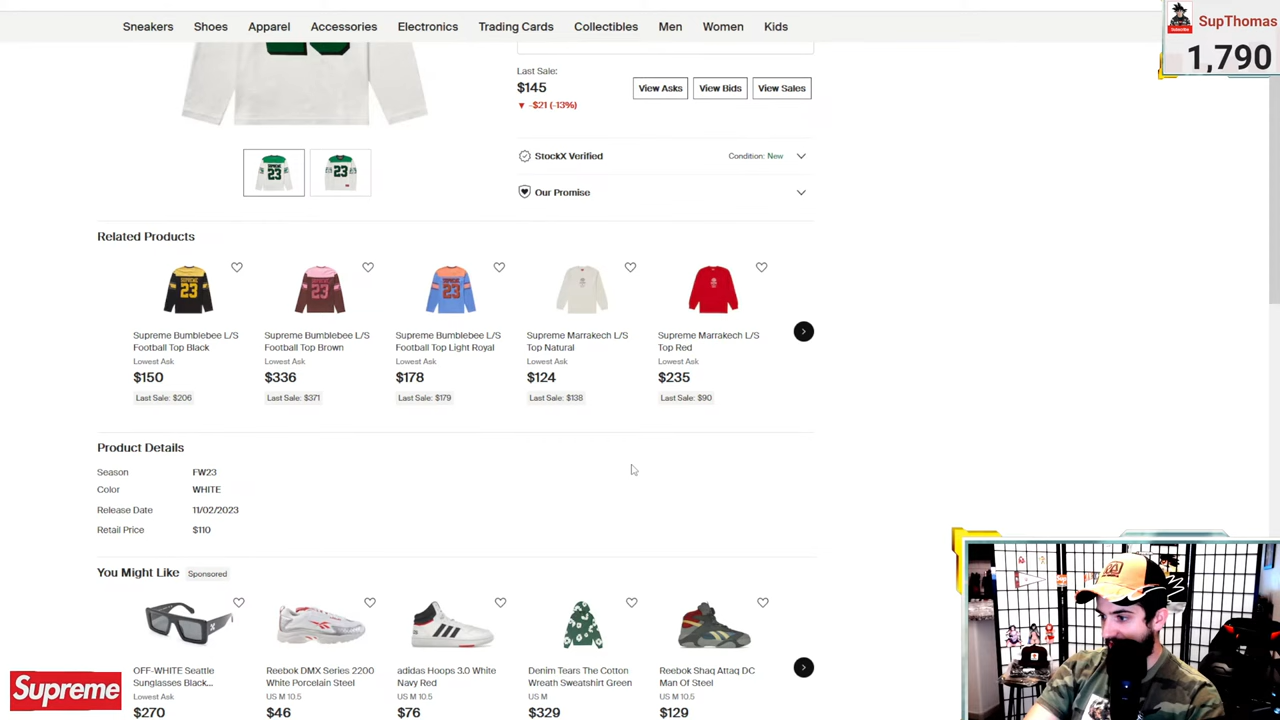 Sneakers Shoes Apparel Accessories Electronics Trading Cards Collectibles Men Women Kids
SupThomas
Subscribe
1,790
Last Sale:
$145
▼ -$21 (-13%)
View Asks View Bids View Sales
StockX Verified Condition: New
Our Promise
SUPREME 23
23
Related Products
Supreme Bumblebee L/S Football Top Black
Lowest Ask
$150
Last Sale: $206
Supreme Bumblebee L/S Football Top Brown
Lowest Ask
$336
Last Sale: $371
Supreme Bumblebee L/S Football Top Light Royal
Lowest Ask
$178
Last Sale: $179
Supreme Marrakech L/S Top Natural
Lowest Ask
$124
Last Sale: $138
Supreme Marrakech L/S Top Red
Lowest Ask
$235
Last Sale: $90
Product Details
Season FW23
Color WHITE
Release Date 11/02/2023
Retail Price $110
You Might Like Sponsored
OFF-WHITE Seattle Sunglasses Black...
Lowest Ask
$270
Reebok DMX Series 2200 White Porcelain Steel
US M 10.5
$46
adidas Hoops 3.0 White Navy Red
US M 10.5
$76
Denim Tears The Cotton Wreath Sweatshirt Green
US M
$329
Reebok Shaq Attaq DC Man Of Steel
US M 10.5
$129
Supreme